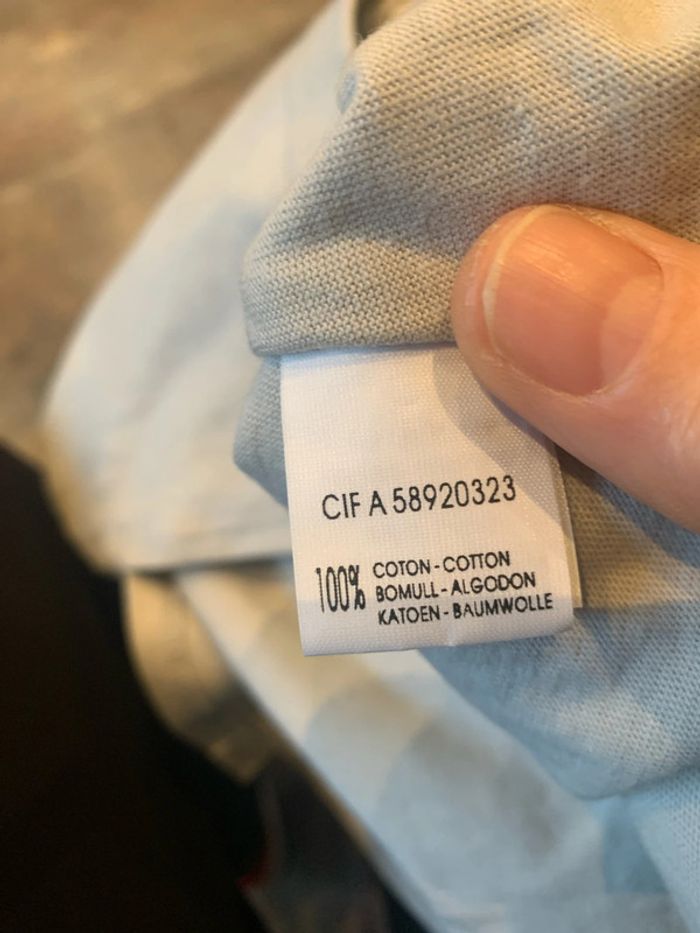 CIF A 58920323
100% COTON - COTTON
BOMULL - ALGODON
KATOEN - BAUMWOLLE